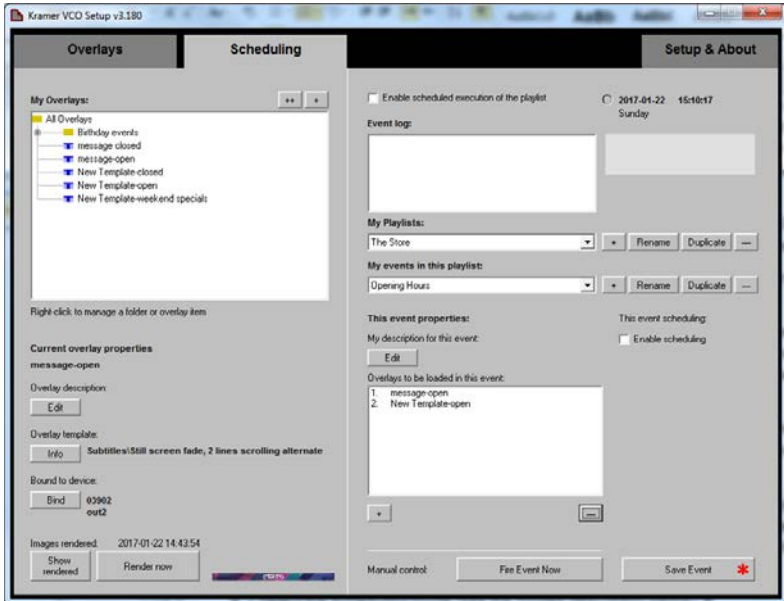 Kramer VCO Setup v3.180
Overlays
Scheduling
Setup & About
My Overlays:
++
+
All Overlays
Birthday events
message closed
message-open
New Template-closed
New Template-open
New Template-weekend specials
Right-click to manage a folder or overlay item
Current overlay properties
message-open
Overlay description:
Edit
Overlay template:
Info
Subtitles\Still screen fade, 2 lines scrolling alternate
Bound to device:
Bind
03902
out2
Images rendered: 2017-01-22 14:43:54
Show rendered
Render now
Enable scheduled execution of the playlist
2017-01-22 15:10:17
Sunday
Event log:
My Playlists:
The Store
+
Rename
Duplicate
—
My events in this playlist:
Opening Hours
+
Rename
Duplicate
—
This event properties:
This event scheduling:
My description for this event:
Enable scheduling
Edit
Overlays to be loaded in this event:
1. message-open
2. New Template-open
+
—
Manual control:
Fire Event Now
Save Event *